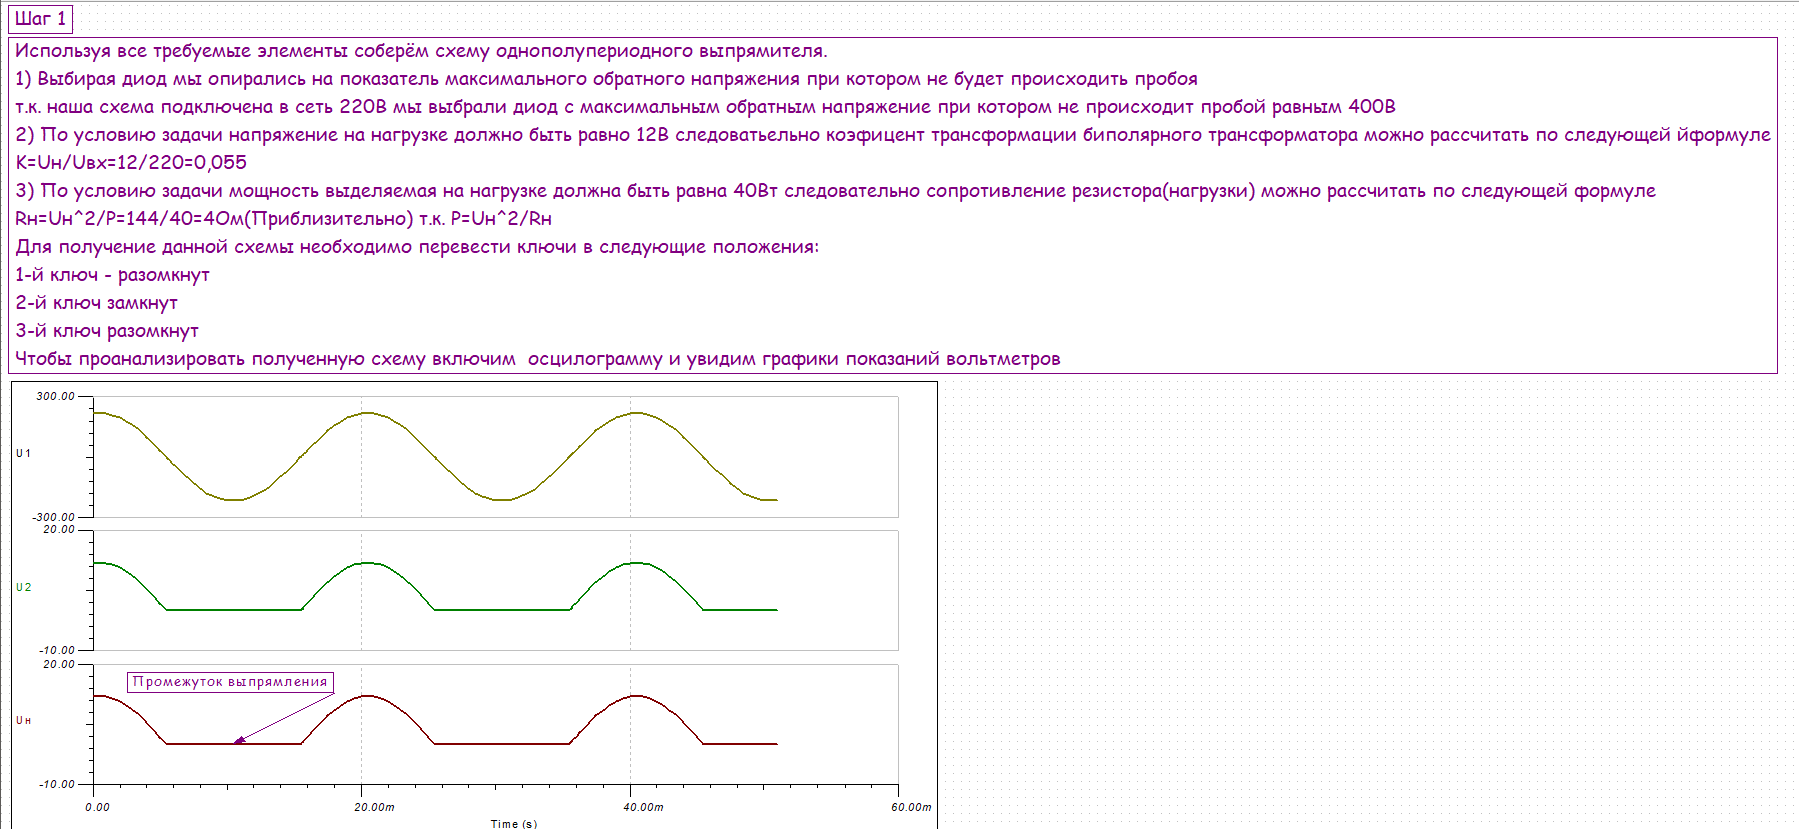 Шаг 1
Используя все требуемые элементы соберём схему однополупериодного выпрямителя.
1) Выбирая диод мы опирались на показатель максимального обратного напряжения при котором не будет происходить пробоя
т.к. наша схема подключена в сеть 220В мы выбрали диод с максимальным обратным напряжение при котором не происходит пробой равным 400В
2) По условию задачи напряжение на нагрузке должно быть равно 12В следоватьельно коэфицент трансформации биполярного трансформатора можно рассчитать по следующей йформуле
K=Uн/Uвх=12/220=0,055
3) По условию задачи мощность выделяемая на нагрузке должна быть равна 40Вт следовательно сопротивление резистора(нагрузки) можно рассчитать по следующей формуле
Rн=Uн^2/P=144/40=4Ом(Приблизительно) т.к. P=Uн^2/Rн
Для получение данной схемы необходимо перевести ключи в следующие положения:
1-й ключ - разомкнут
2-й ключ замкнут
3-й ключ разомкнут
Чтобы проанализировать полученную схему включим  осцилограмму и увидим графики показаний вольтметров
300.00
U1
-300.00
20.00
U2
-10.00
20.00
Промежуток выпрямления
Uн
-10.00
0.00 20.00m 40.00m 60.00m
Time (s)